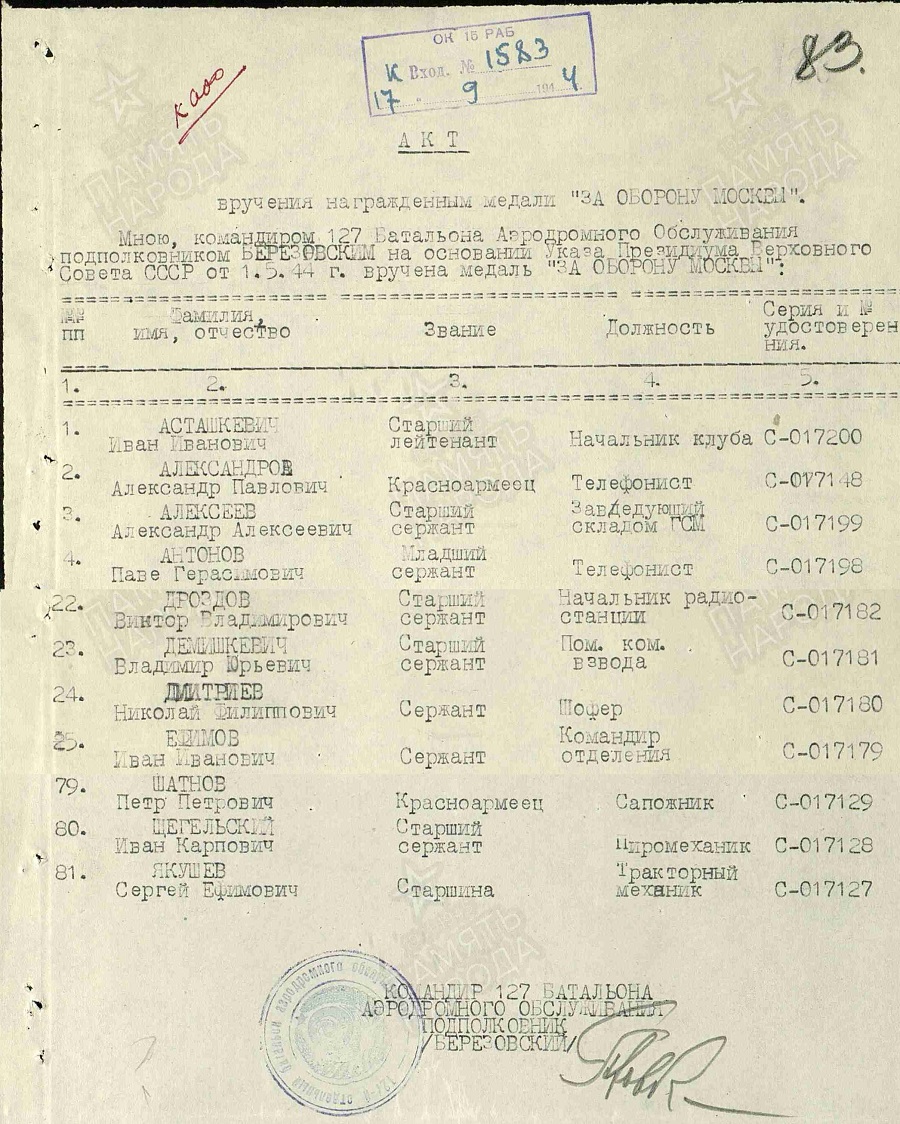 ОК 15 РАБ
К Вход. № 1583
17 " 9 194 4 г.
83.
А К Т
вручения награжденным медали "ЗА ОБОРОНУ МОСКВЫ".
Мною, командиром 127 Батальона Аэродромного Обслуживания
подполковником БЕРЕЗОВСКИМ на основании Указа Президиума Верховного
Совета СССР от 1.5.44 г. вручена медаль "ЗА ОБОРОНУ МОСКВЫ":
№№ пп Фамилия, имя, отчество Звание Должность Серия и № удостоверен ния.
1. 2. 3. 4. 5.
1. АСТАШКЕВИЧ Старший
Иван Иванович лейтенант Начальник клуба С-017200
2. АЛЕКСАНДРОВ
Александр Павлович Красноармеец Телефонист С-017148
3. АЛЕКСЕЕВ Старший Завдедующий
Александр Алексеевич сержант складом ГСМ С-017199
4. АНТОНОВ Младший
Паве Герасимович сержант Телефонист С-017198
22. ДРОЗДОВ Старший Начальник радио-
Виктор Владимирович сержант станции С-017182
23. ДЕМИШКЕВИЧ Старший Пом. ком.
Владимир Юрьевич сержант взвода С-017181
24. ДМИТРИЕВ
Николай Филиппович Сержант Шофер С-017180
25. ЕФИМОВ Командир
Иван Иванович Сержант отделения С-017179
79. ШАТНОВ
Петр Петрович Красноармеец Сапожник С-017129
80. ЩЕГЕЛЬСКИЙ Старший
Иван Карпович сержант Пиромеханик С-017128
81. ЯКУШЕВ Тракторный
Сергей Ефимович Старшина механик С-017127
КОМАНДИР 127 БАТАЛЬОНА
АЭРОДРОМНОГО ОБСЛУЖИВАНИЯ
ПОДПОЛКОВНИК
/БЕРЕЗОВСКИЙ/
ПАМЯТЬ
НАРОДА